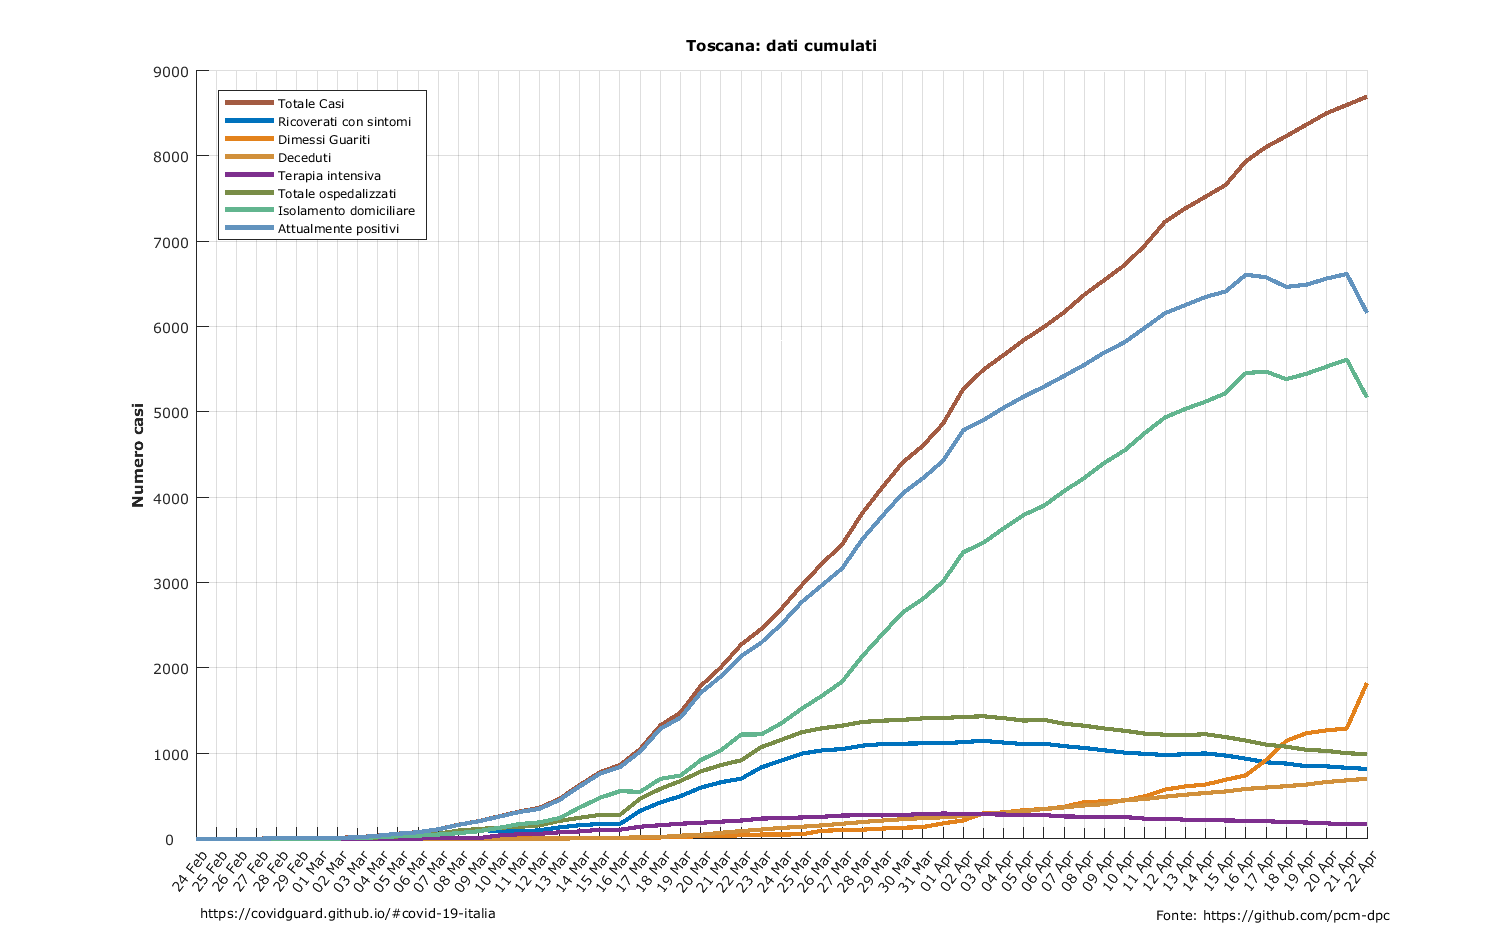 Toscana: dati cumulati
9000
8000
7000
6000
5000
4000
3000
2000
1000
0
Numero casi
Totale Casi
Ricoverati con sintomi
Dimessi Guariti
Deceduti
Terapia intensiva
Totale ospedalizzati
Isolamento domiciliare
Attualmente positivi
24 Feb
25 Feb
26 Feb
27 Feb
28 Feb
29 Feb
01 Mar
02 Mar
03 Mar
04 Mar
05 Mar
06 Mar
07 Mar
08 Mar
09 Mar
10 Mar
11 Mar
12 Mar
13 Mar
14 Mar
15 Mar
16 Mar
17 Mar
18 Mar
19 Mar
20 Mar
21 Mar
22 Mar
23 Mar
24 Mar
25 Mar
26 Mar
27 Mar
28 Mar
29 Mar
30 Mar
31 Mar
01 Apr
02 Apr
03 Apr
04 Apr
05 Apr
06 Apr
07 Apr
08 Apr
09 Apr
10 Apr
11 Apr
12 Apr
13 Apr
14 Apr
15 Apr
16 Apr
17 Apr
18 Apr
19 Apr
20 Apr
21 Apr
22 Apr
https://covidguard.github.io/#covid-19-italia
Fonte: https://github.com/pcm-dpc